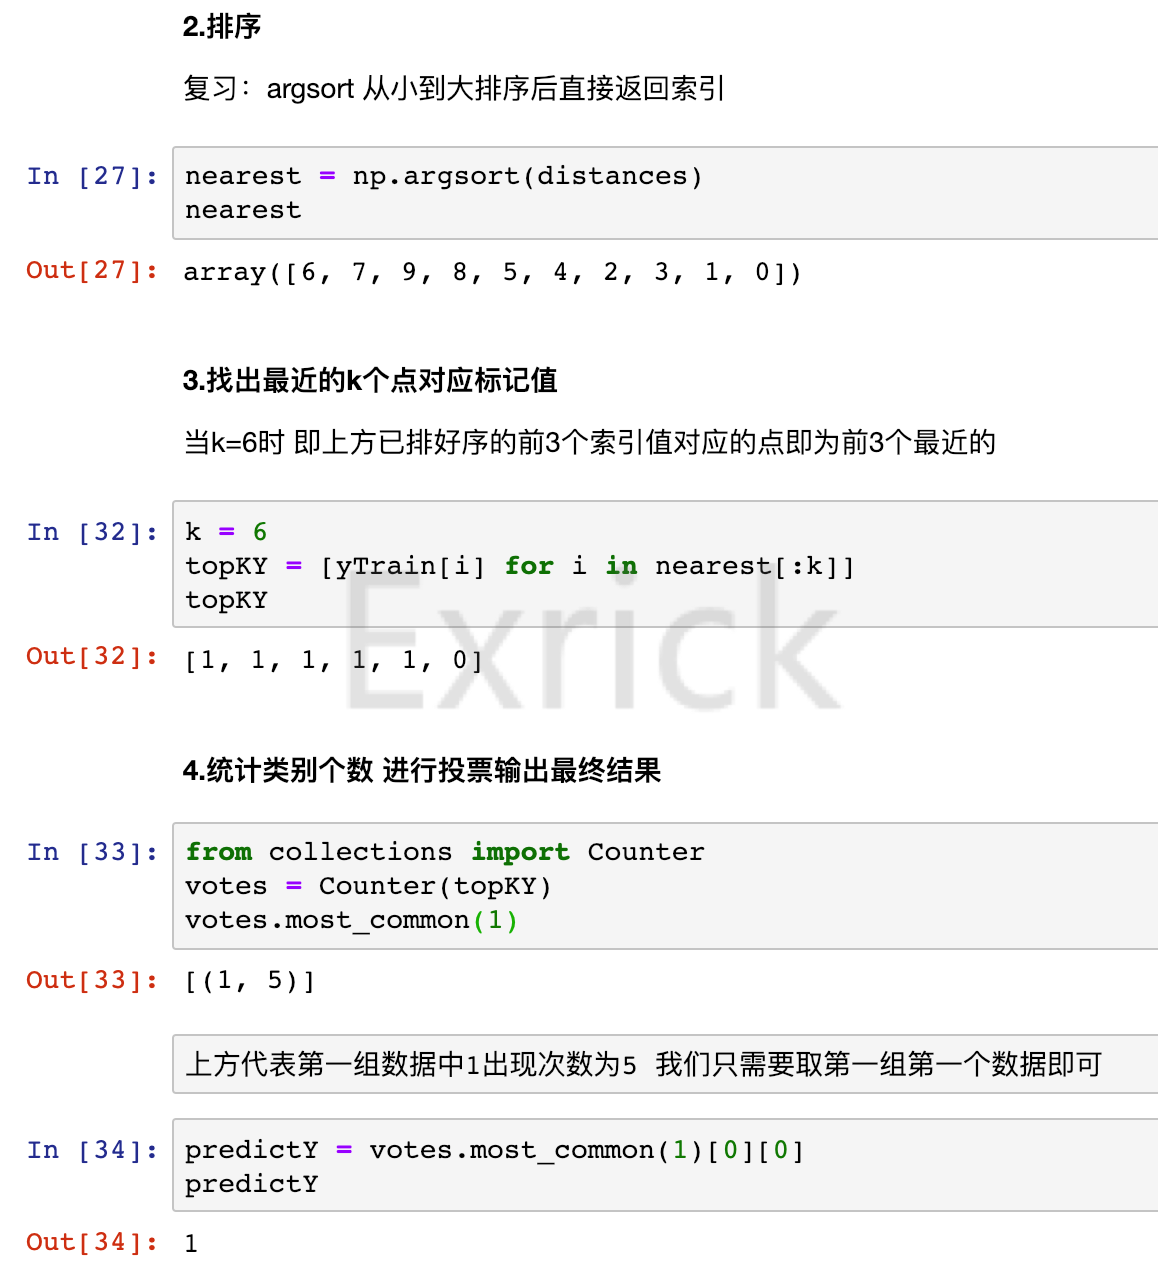 2.排序
复习：argsort 从小到大排序后直接返回索引
In [27]: nearest = np.argsort(distances)
nearest
Out[27]: array([6, 7, 9, 8, 5, 4, 2, 3, 1, 0])
3.找出最近的k个点对应标记值
当k=6时 即上方已排好序的前3个索引值对应的点即为前3个最近的
In [32]: k = 6
topKY = [yTrain[i] for i in nearest[:k]]
topKY
Exrick
Out[32]: [1, 1, 1, 1, 1, 0]
4.统计类别个数 进行投票输出最终结果
In [33]: from collections import Counter
votes = Counter(topKY)
votes.most_common(1)
Out[33]: [(1, 5)]
上方代表第一组数据中1出现次数为5 我们只需要取第一组第一个数据即可
In [34]: predictY = votes.most_common(1)[0][0]
predictY
Out[34]: 1